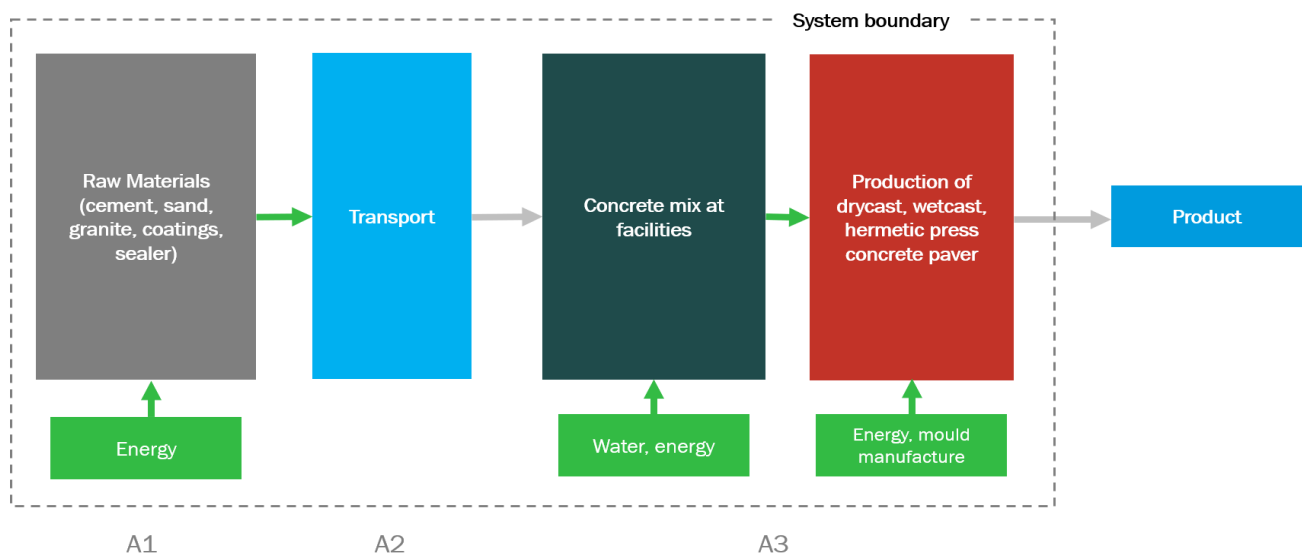 System boundary
Raw Materials
(cement, sand,
granite, coatings,
sealer)
Transport
Concrete mix at
facilities
Production of
drycast, wetcast,
hermetic press
concrete paver
Product
Energy
Water, energy
Energy, mould
manufacture
A1
A2
A3